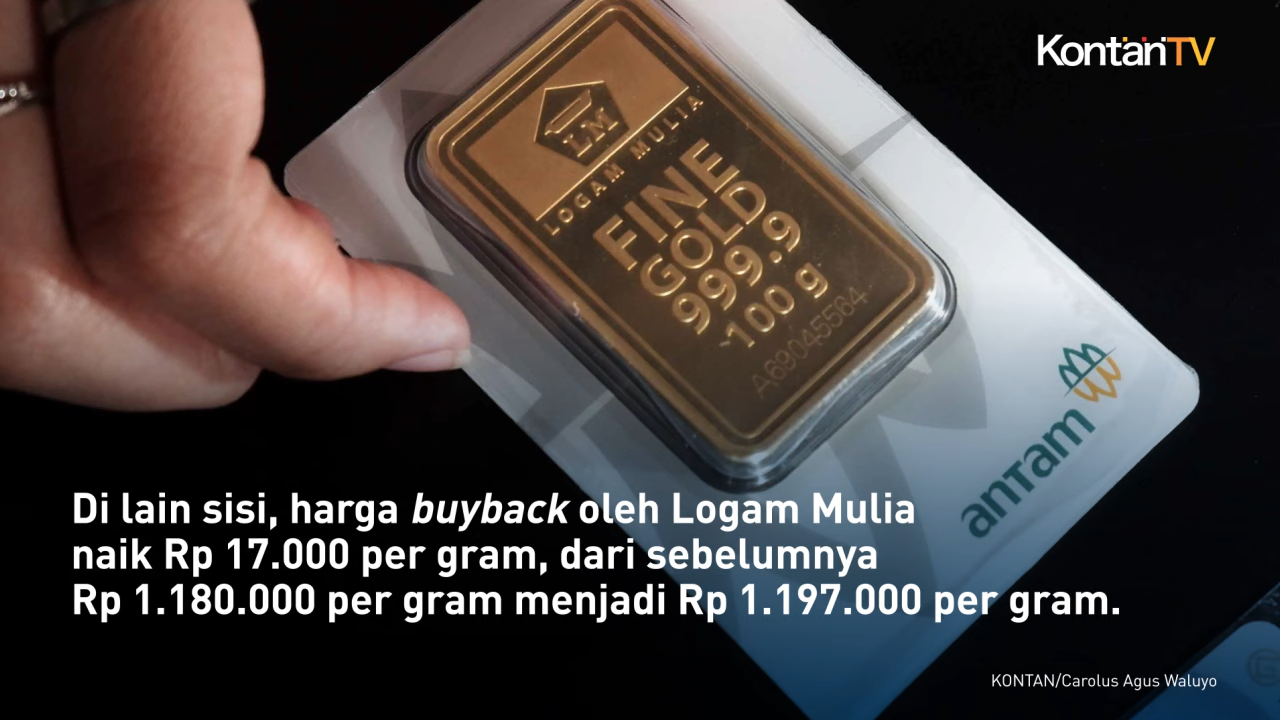 KontanTV
LM
LOGAM MULIA
FINE
GOLD
999.9
100 g
A69045564
antam
Di lain sisi, harga buyback oleh Logam Mulia
naik Rp 17.000 per gram, dari sebelumnya
Rp 1.180.000 per gram menjadi Rp 1.197.000 per gram.
KONTAN/Carolus Agus Waluyo